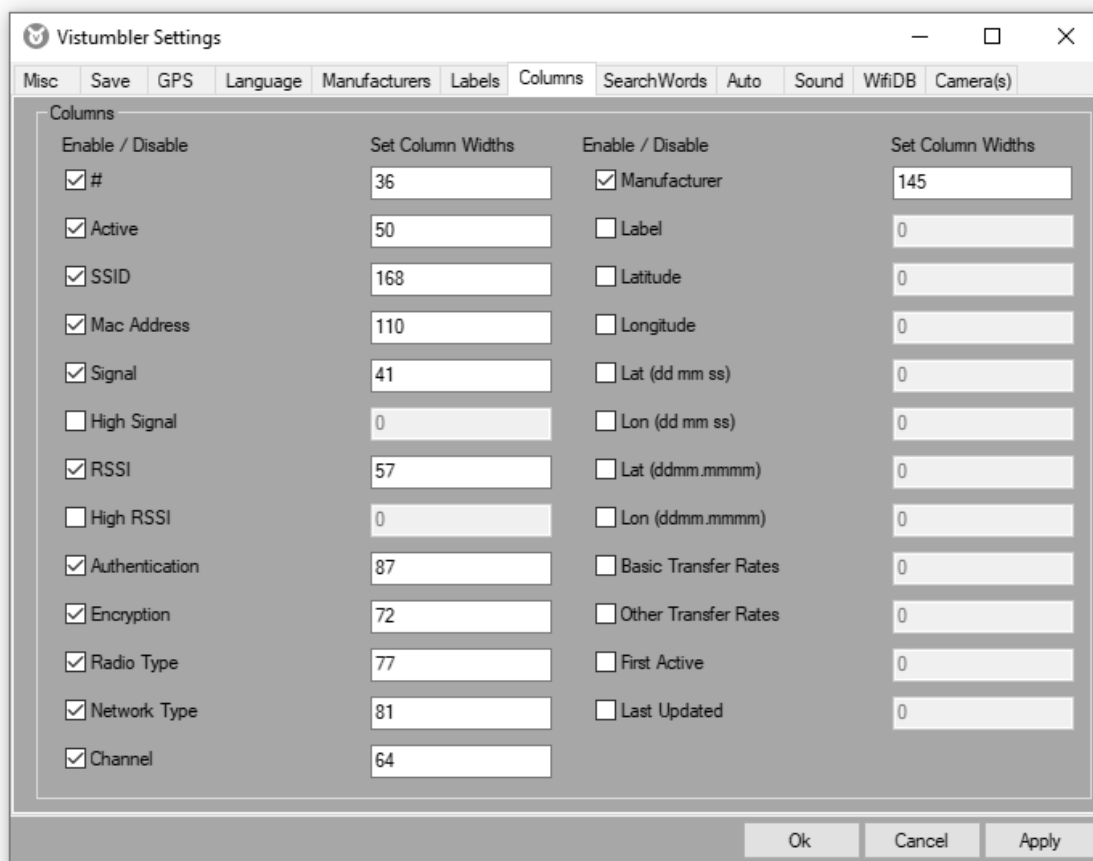 Vistumbler Settings
Misc Save GPS Language Manufacturers Labels Columns SearchWords Auto Sound WifiDB Camera(s)
Columns
Enable / Disable Set Column Widths Enable / Disable Set Column Widths
# 36 Manufacturer 145
Active 50 Label 0
SSID 168 Latitude 0
Mac Address 110 Longitude 0
Signal 41 Lat (dd mm ss) 0
High Signal 0 Lon (dd mm ss) 0
RSSI 57 Lat (ddmm.mmmm) 0
High RSSI 0 Lon (ddmm.mmmm) 0
Authentication 87 Basic Transfer Rates 0
Encryption 72 Other Transfer Rates 0
Radio Type 77 First Active 0
Network Type 81 Last Updated 0
Channel 64
Ok Cancel Apply